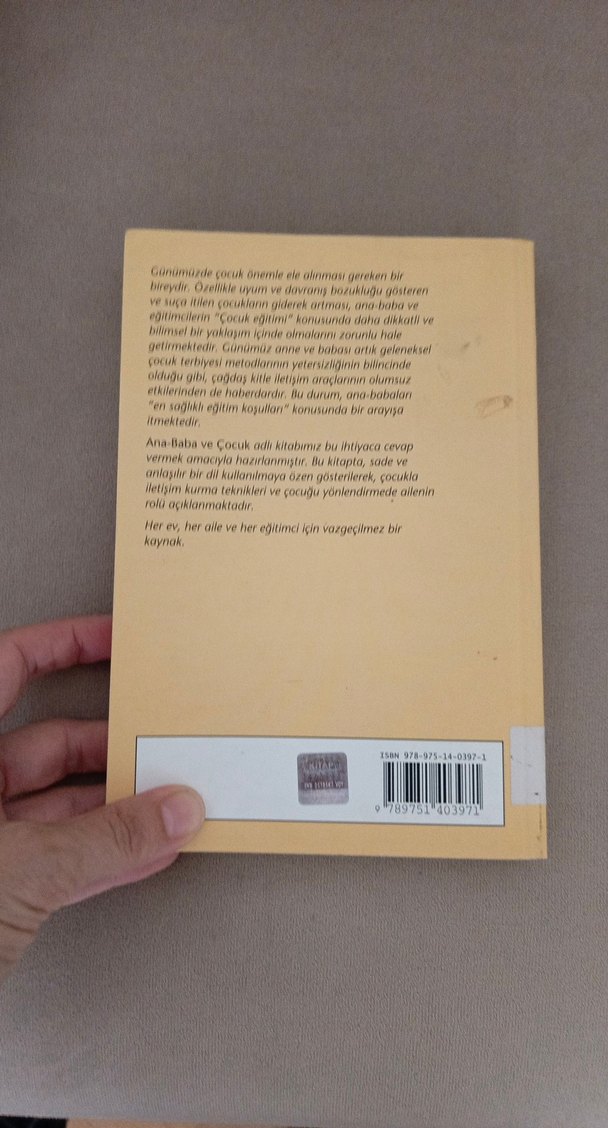 Günümüzde çocuk önemle ele alınması gereken bir
bireydir. Özellikle uyum ve davranış bozukluğu gösteren
ve suça itilen çocukların giderek artması, ana-baba ve
eğitimcilerin "Çocuk eğitimi" konusunda daha dikkatli ve
bilimsel bir yaklaşım içinde olmalarını zorunlu hale
getirmektedir. Günümüz anne ve babası artık geleneksel
çocuk terbiyesi metodlarının yetersizliğinin bilincinde
olduğu gibi, çağdaş kitle iletişim araçlarının olumsuz
etkilerinden de haberdardır. Bu durum, ana-babaları
"en sağlıklı eğitim koşulları" konusunda bir arayışa
itmektedir.
Ana-Baba ve Çocuk adlı kitabımız bu ihtiyaca cevap
vermek amacıyla hazırlanmıştır. Bu kitapta, sade ve
anlaşılır bir dil kullanılmaya özen gösterilerek, çocukla
iletişim kurma teknikleri ve çocuğu yönlendirmede ailenin
rolü açıklanmaktadır.
Her ev, her aile ve her eğitimci için vazgeçilmez bir
kaynak.
ISBN 978-975-14-0397-1
9 789751 403971